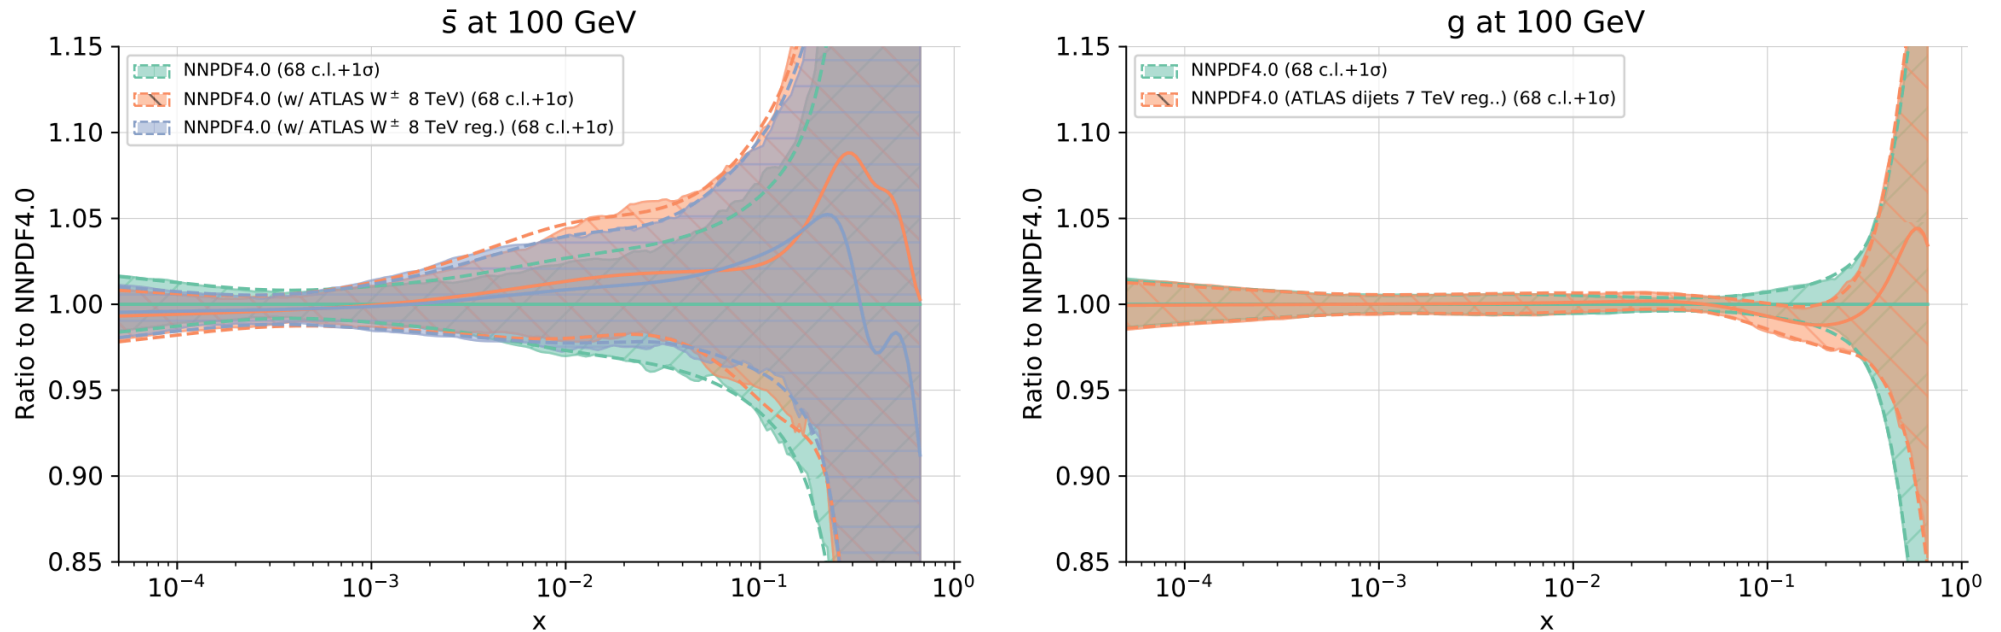 s̄ at 100 GeV
1.15
1.10
1.05
1.00
0.95
0.90
0.85
Ratio to NNPDF4.0
NNPDF4.0 (68 c.l.+1σ)
NNPDF4.0 (w/ ATLAS W± 8 TeV) (68 c.l.+1σ)
NNPDF4.0 (w/ ATLAS W± 8 TeV reg.) (68 c.l.+1σ)
10⁻⁴ 10⁻³ 10⁻² 10⁻¹ 10⁰
x
g at 100 GeV
1.15
1.10
1.05
1.00
0.95
0.90
0.85
Ratio to NNPDF4.0
NNPDF4.0 (68 c.l.+1σ)
NNPDF4.0 (ATLAS dijets 7 TeV reg..) (68 c.l.+1σ)
10⁻⁴ 10⁻³ 10⁻² 10⁻¹ 10⁰
x